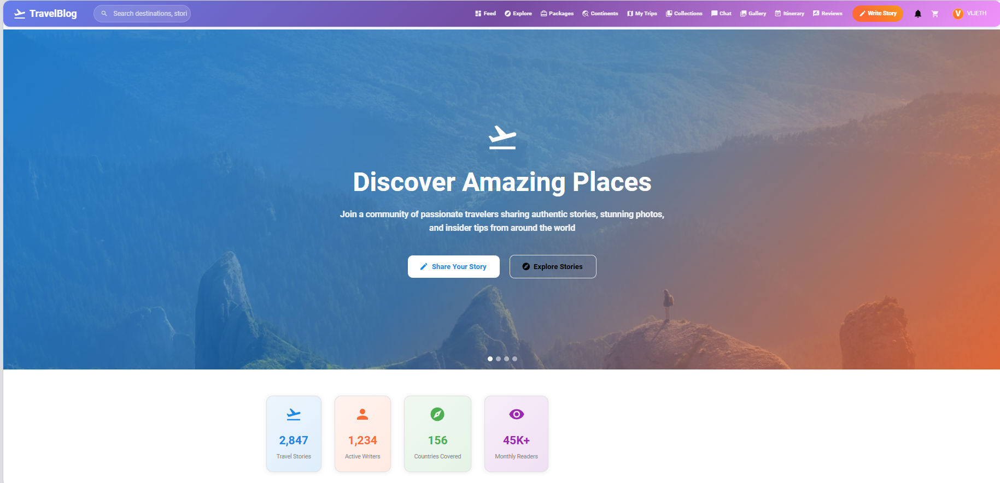 TravelBlog
Search destinations, stori
Feed
Explore
Packages
Continents
My Trips
Collections
Chat
Gallery
Itinerary
Reviews
Write Story
V
VIJETH
Discover Amazing Places
Join a community of passionate travelers sharing authentic stories, stunning photos,
and insider tips from around the world
Share Your Story
Explore Stories
2,847
Travel Stories
1,234
Active Writers
156
Countries Covered
45K+
Monthly Readers